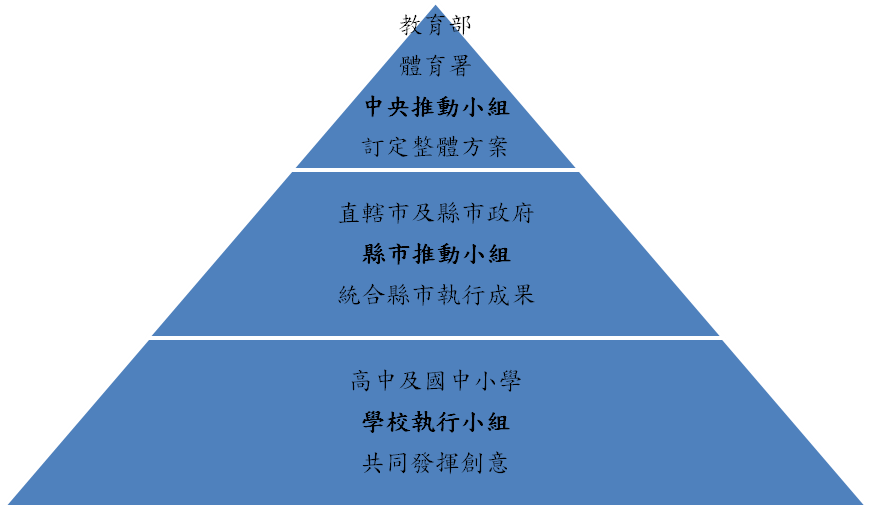 教育部
體育署
中央推動小組
訂定整體方案
直轄市及縣市政府
縣市推動小組
統合縣市執行成果
高中及國中小學
學校執行小組
共同發揮創意